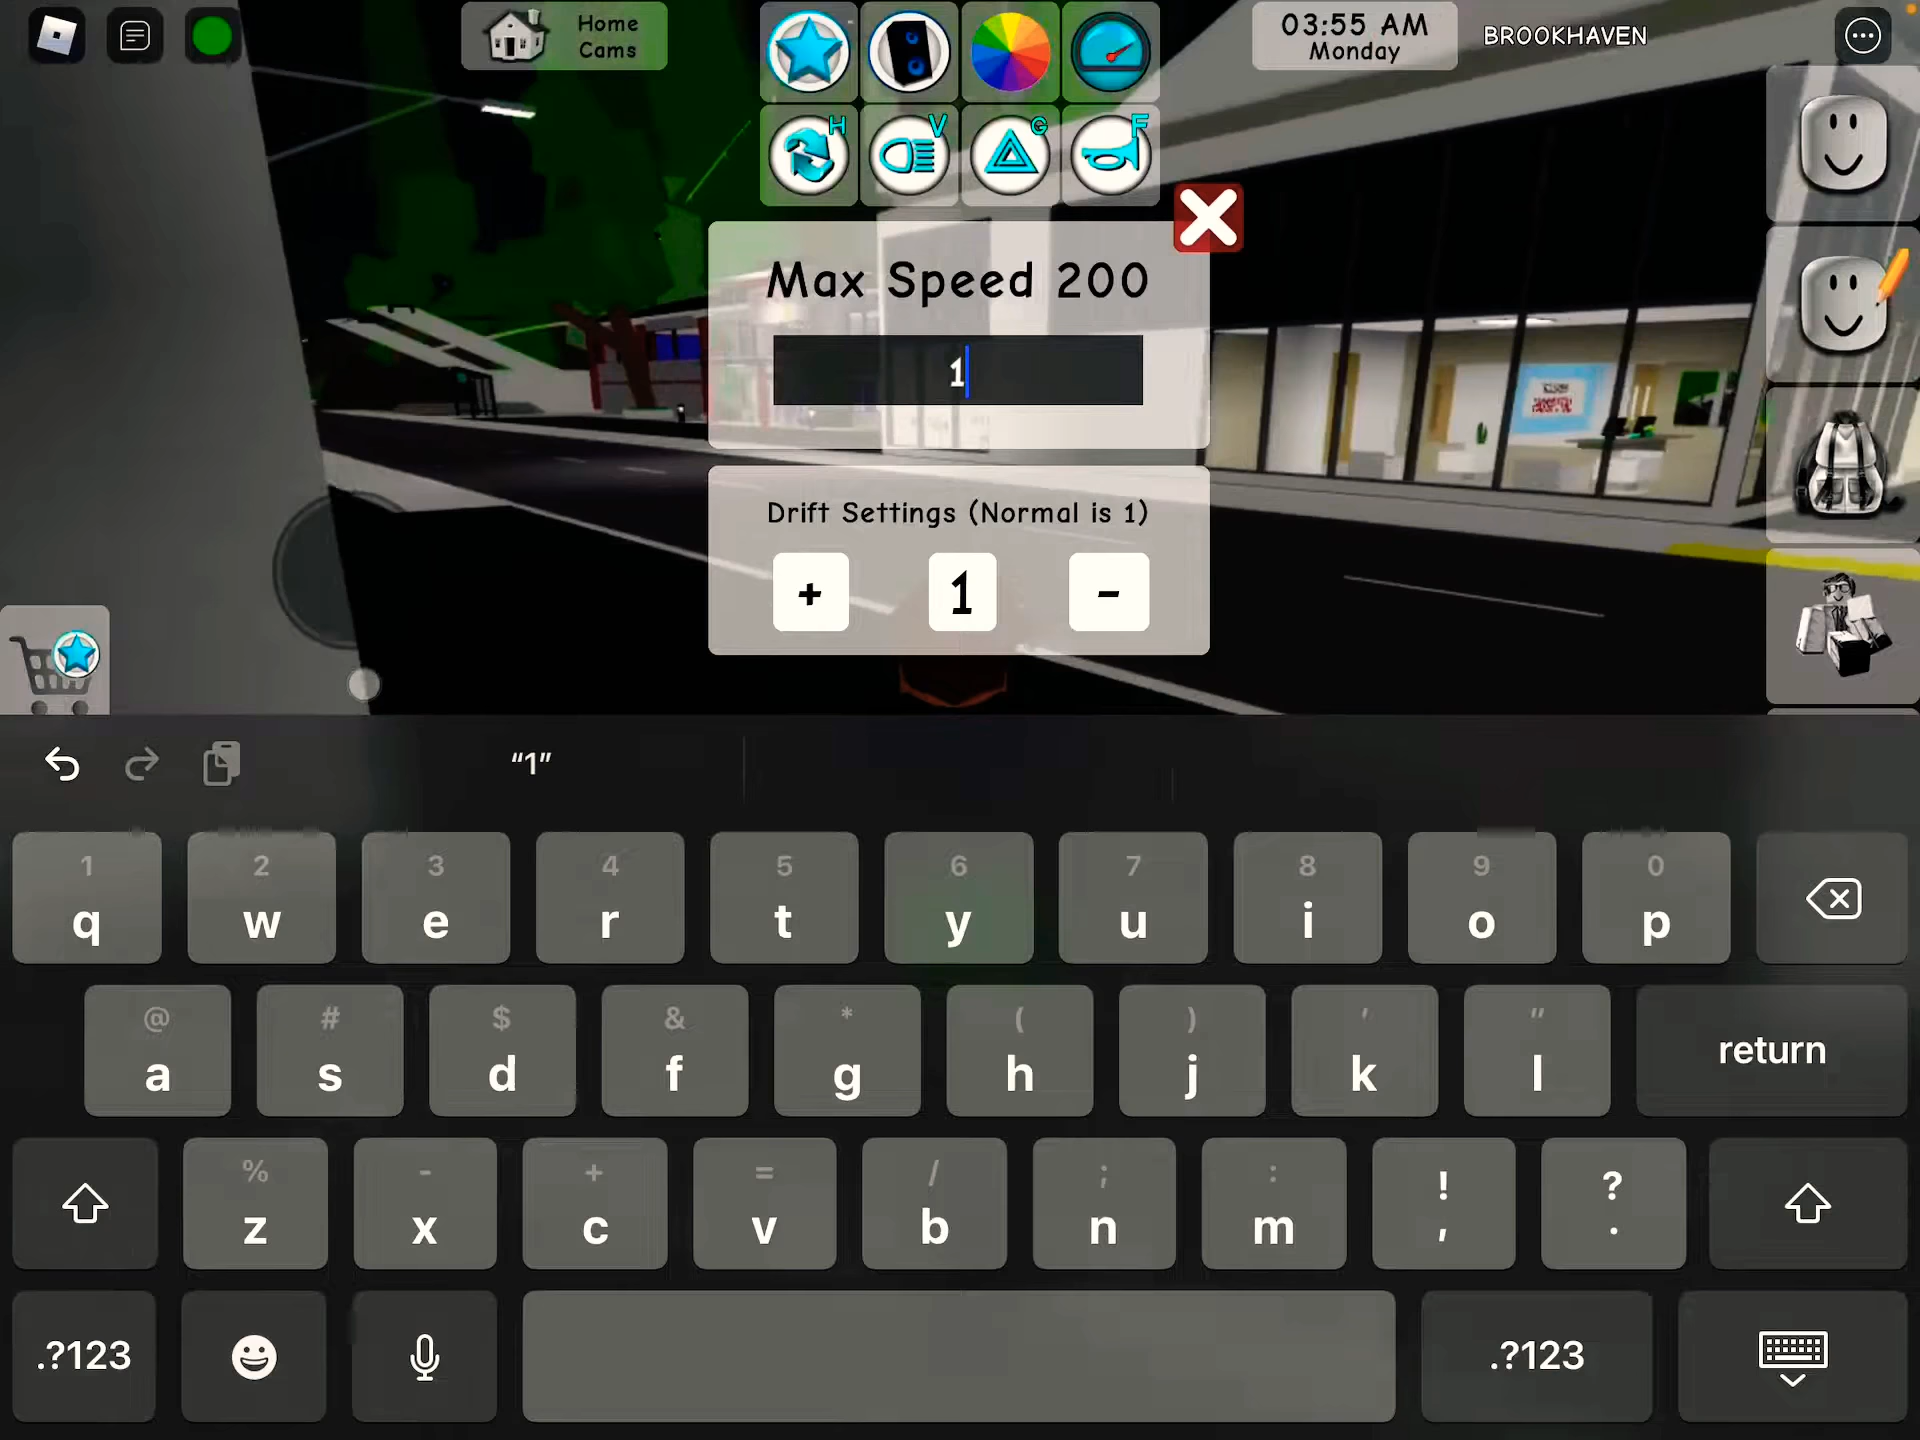 Home
Cams
03:55 AM
Monday
BROOKHAVEN
H
V
G
F
Max Speed 200
1
Drift Settings (Normal is 1)
+ 1 -
“1”
1 2 3 4 5 6 7 8 9 0
q w e r t y u i o p
@ # $ & * ( ) ' "
a s d f g h j k l return
% - + = / ; : ! ?
z x c v b n m , .
.?123 .?123